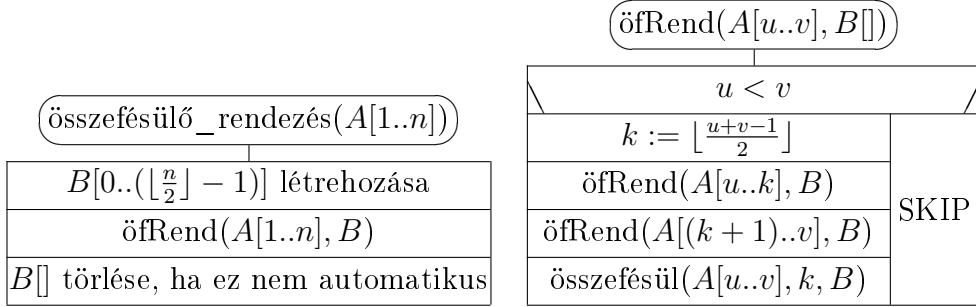 összefésülő_rendezés(A[1..n])
B[0..(⌊n/2⌋ − 1)] létrehozása
öfRend(A[1..n], B)
B[] törlése, ha ez nem automatikus
öfRend(A[u..v], B[])
u < v
k := ⌊(u+v−1)/2⌋
öfRend(A[u..k], B)
öfRend(A[(k + 1)..v], B)
összefésül(A[u..v], k, B)
SKIP